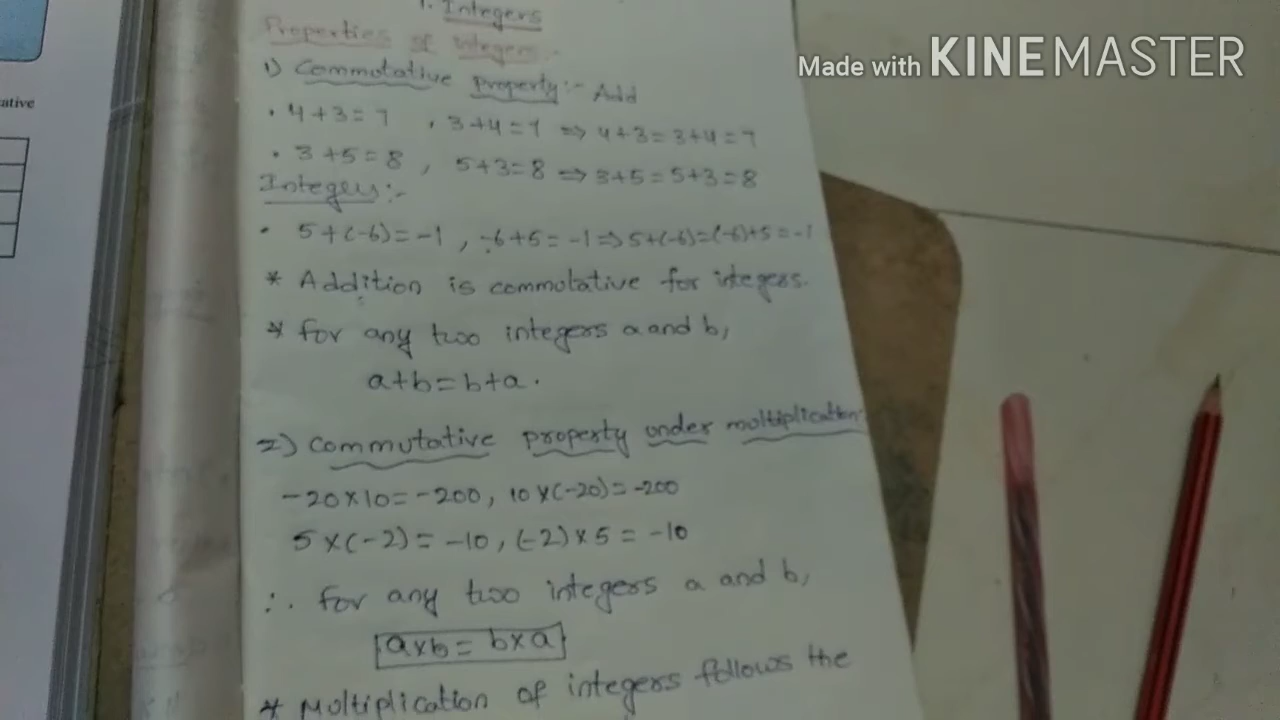 1. Integers
Properties of integers.
1) Commutative property:- Add
• 4+3=7 , 3+4=7 ⇒ 4+3=3+4=7
• 3+5=8 , 5+3=8 ⇒ 3+5=5+3=8
Integers:-
• 5+(-6)=-1 , -6+5=-1 ⇒ 5+(-6)=(-6)+5=-1
* Addition is commutative for integers.
* for any two integers a and b,
a+b=b+a.
2) Commutative property under multiplication:
-20×10=-200, 10×(-20)=-200
5×(-2)=-10, (-2)×5=-10
∴ for any two integers a and b,
a×b=b×a
* Multiplication of integers follows the
Made with KINEMASTER
ative